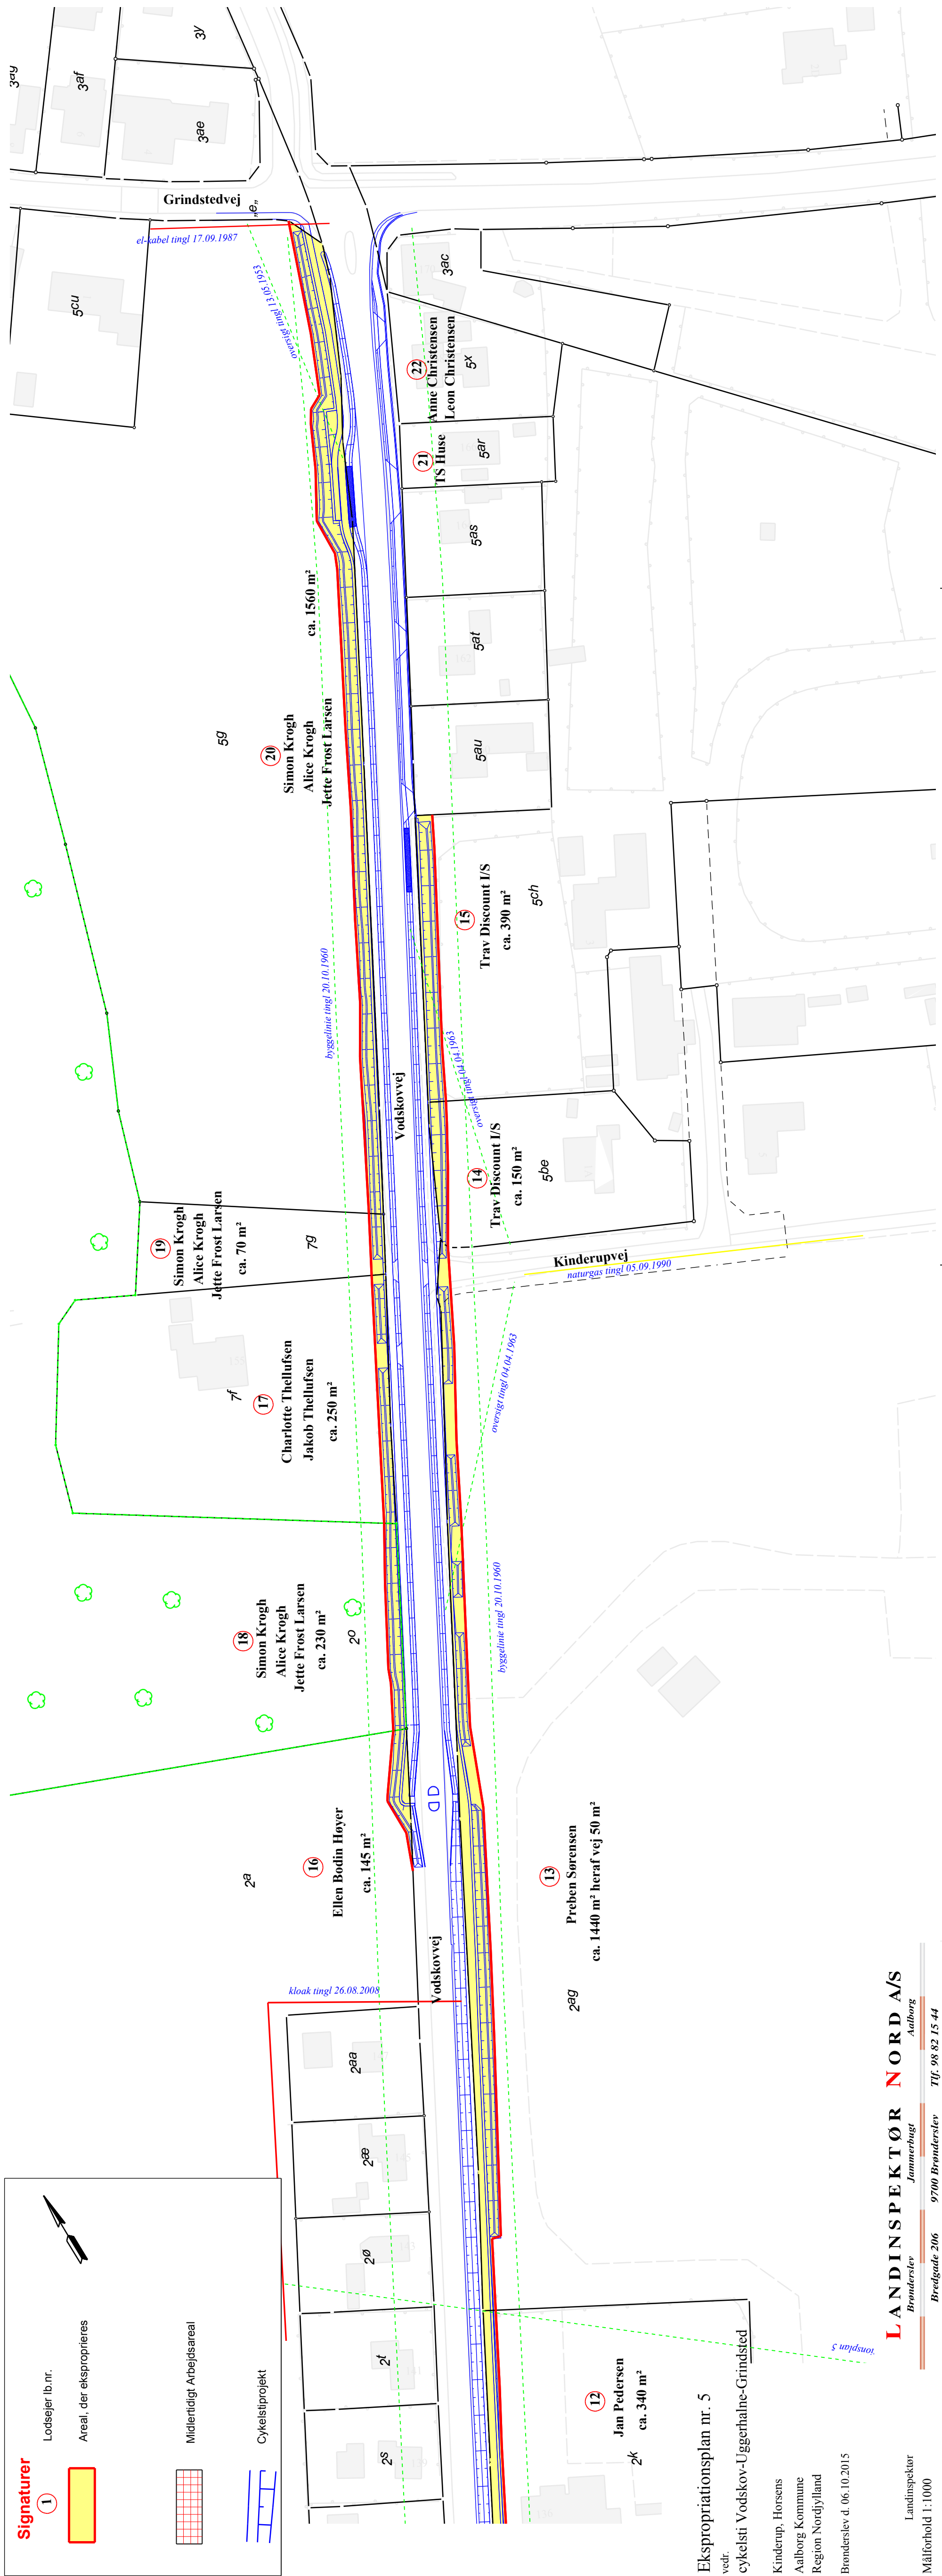 Signaturer
1
Lodsejer lb.nr.
Areal, der eksproprieres
Midlertidigt Arbejdsareal
Cykelstiprojekt
2s
2t
2ø
2æ
2aa
kloak tingl 26.08.2008
Vodskovvej
2a
16
Ellen Bodin Høyer
ca. 145 m²
18
Simon Krogh
Alice Krogh
Jette Frost Larsen
ca. 230 m²
2o
7f
17
Charlotte Thellufsen
Jakob Thellufsen
ca. 250 m²
19
Simon Krogh
Alice Krogh
Jette Frost Larsen
ca. 70 m²
7g
Vodskovvej
byggelinie tingl 20.10.1960
5g
20
Simon Krogh
Alice Krogh
Jette Frost Larsen
ca. 1560 m²
5cu
el-kabel tingl 17.09.1987
oversigt tingl 13.05.1953
Grindstedvej
"e"
3ay
3af
3ae
3y
12
Jan Pedersen
ca. 340 m²
2k
13
Preben Sørensen
ca. 1440 m² heraf vej 50 m²
2ag
byggelinie tingl 20.10.1960
oversigt tingl 04.04.1963
Kinderupvej
naturgas tingl 05.09.1990
14
Trav Discount I/S
ca. 150 m²
5be
oversigt tingl 04.04.1963
15
Trav Discount I/S
ca. 390 m²
5ch
5au
5at
5as
21
TS Huse
5ar
22
Anne Christensen
Leon Christensen
5x
3ac
Ekspropriationsplan nr. 5
vedr.
cykelsti Vodskov-Uggerhalne-Grindsted
Kinderup, Horsens
Aalborg Kommune
Region Nordjylland
Brønderslev d. 06.10.2015
Landinspektør
Målforhold 1:1000
LANDINSPEKTØR NORD A/S
Brønderslev Jammerbugt Aalborg
Bredgade 206 9700 Brønderslev Tlf. 98 82 15 44